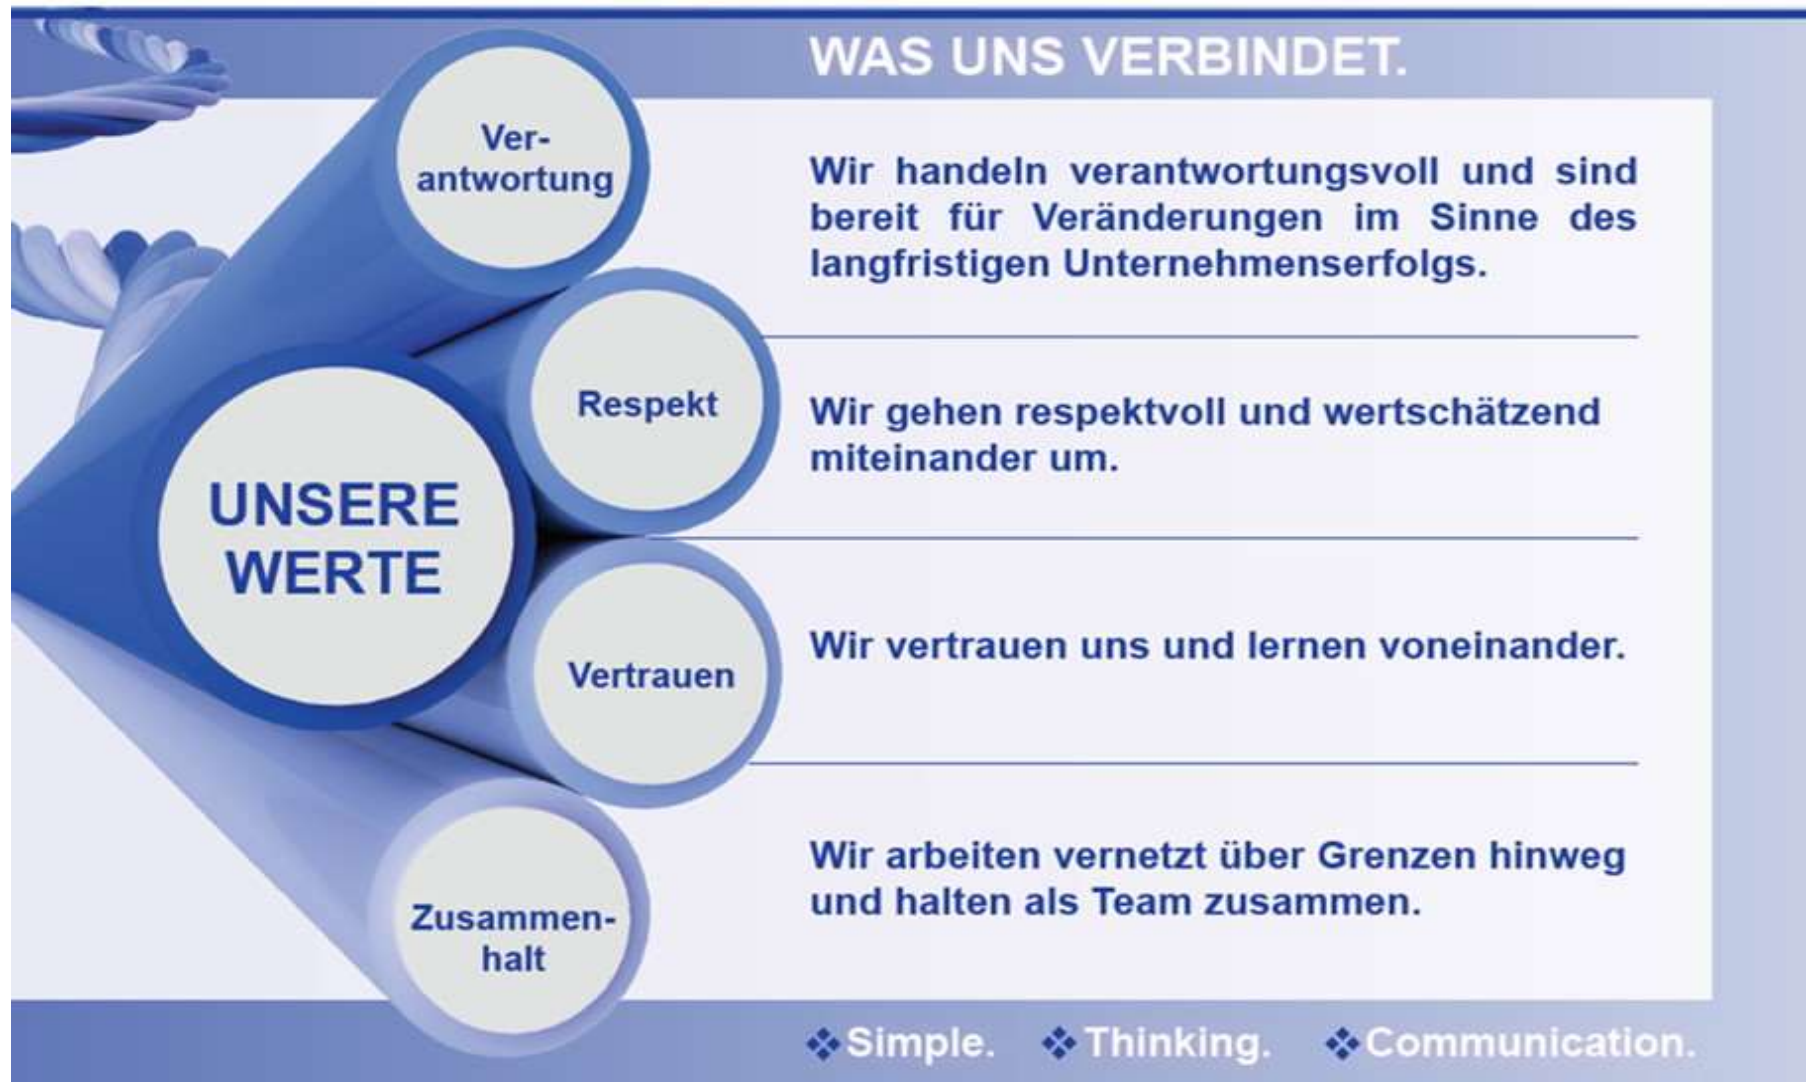 WAS UNS VERBINDET.
Ver-
antwortung
Wir handeln verantwortungsvoll und sind
bereit für Veränderungen im Sinne des
langfristigen Unternehmenserfolgs.
Respekt
Wir gehen respektvoll und wertschätzend
miteinander um.
UNSERE
WERTE
Vertrauen
Wir vertrauen uns und lernen voneinander.
Zusammen-
halt
Wir arbeiten vernetzt über Grenzen hinweg
und halten als Team zusammen.
❖Simple. ❖Thinking. ❖Communication.